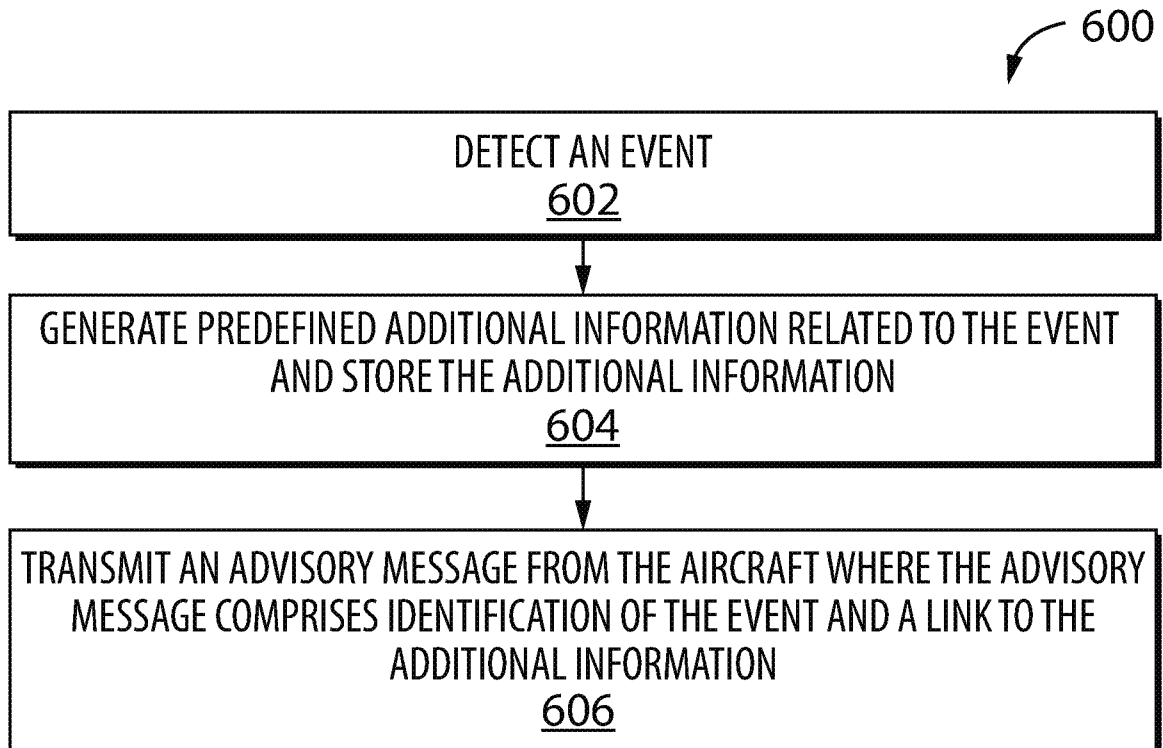 600
DETECT AN EVENT
602
GENERATE PREDEFINED ADDITIONAL INFORMATION RELATED TO THE EVENT
AND STORE THE ADDITIONAL INFORMATION
604
TRANSMIT AN ADVISORY MESSAGE FROM THE AIRCRAFT WHERE THE ADVISORY
MESSAGE COMPRISES IDENTIFICATION OF THE EVENT AND A LINK TO THE
ADDITIONAL INFORMATION
606